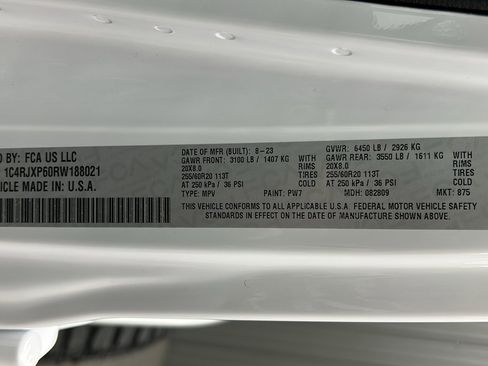 D BY: FCA US LLC
1C4RJXP60RW188021
EHICLE MADE IN: U.S.A.
DATE OF MFR (BUILT): 8-23
GAWR FRONT: 3100 LB / 1407 KG
20X8.0
255/60R20 113T
AT 250 kPa / 36 PSI
TYPE: MPV
WITH
RIMS
TIRES
GVWR: 6450 LB / 2926 KG
GAWR REAR: 3550 LB / 1611 KG
20X8.0
255/60R20 113T
AT 250 kPa / 36 PSI
WITH
RIMS
TIRES
PAINT: PW7 MDH: 082809 MKT: 875
THIS VEHICLE CONFORMS TO ALL APPLICABLE U.S.A. FEDERAL MOTOR VEHICLE SAFETY
STANDARDS IN EFFECT ON THE DATE OF MANUFACTURE SHOWN ABOVE.